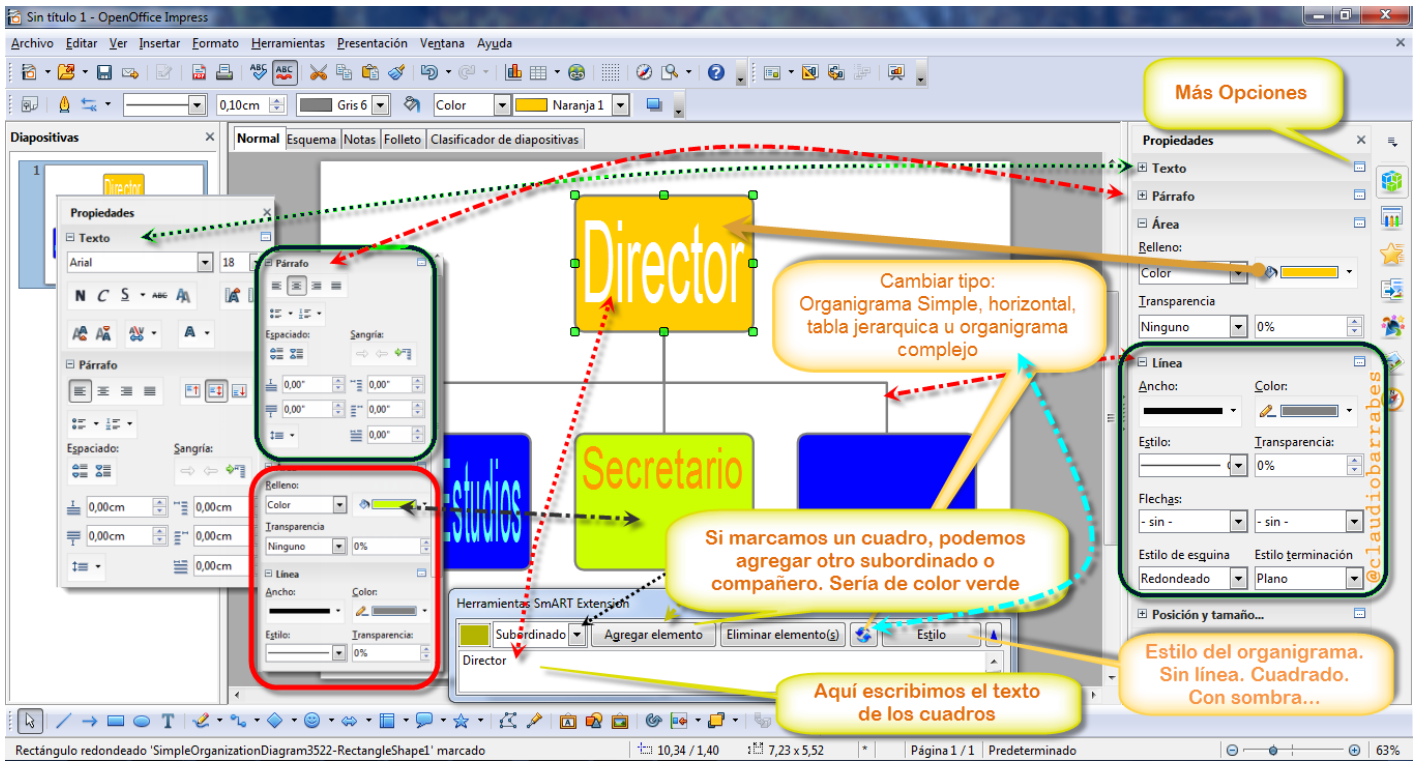 Sin título 1 - OpenOffice Impress
Archivo Editar Ver Insertar Formato Herramientas Presentación Ventana Ayuda
0,10cm Gris 6 Color Naranja 1
Más Opciones
Diapositivas
Normal Esquema Notas Folleto Clasificador de diapositivas
1
Director
Propiedades
Texto
Arial 18
N C S ABC
Párrafo
Espaciado: Sangría:
0,00cm 0,00cm
0,00cm 0,00cm
0,00cm
Párrafo
Espaciado: Sangría:
0,00" 0,00"
0,00" 0,00"
0,00"
Relleno:
Color
Transparencia
Ninguno 0%
Línea
Ancho: Color:
Estilo: Transparencia:
0%
Director
Estudios
Secretario
Cambiar tipo:
Organigrama Simple, horizontal,
tabla jerarquica u organigrama
complejo
Si marcamos un cuadro, podemos
agregar otro subordinado o
compañero. Sería de color verde
Herramientas SmART Extension
Subordinado Agregar elemento Eliminar elemento(s) Estilo
Director
Aquí escribimos el texto
de los cuadros
Propiedades
Texto
Párrafo
Área
Relleno:
Color
Transparencia
Ninguno 0%
Línea
Ancho: Color:
Estilo: Transparencia:
0%
Flechas:
- sin - - sin -
Estilo de esquina Estilo terminación
Redondeado Plano
Posición y tamaño...
@claudiobarrabes
Estilo del organigrama.
Sin línea. Cuadrado.
Con sombra...
Rectángulo redondeado 'SimpleOrganizationDiagram3522-RectangleShape1' marcado 10,34 / 1,40 7,23 x 5,52 * Página 1 / 1 Predeterminado 63%